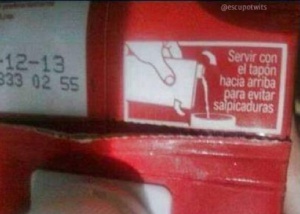 @escupotwits
-12-13
833 02 55
Servir con
el tapón
hacia arriba
para evitar
salpicaduras